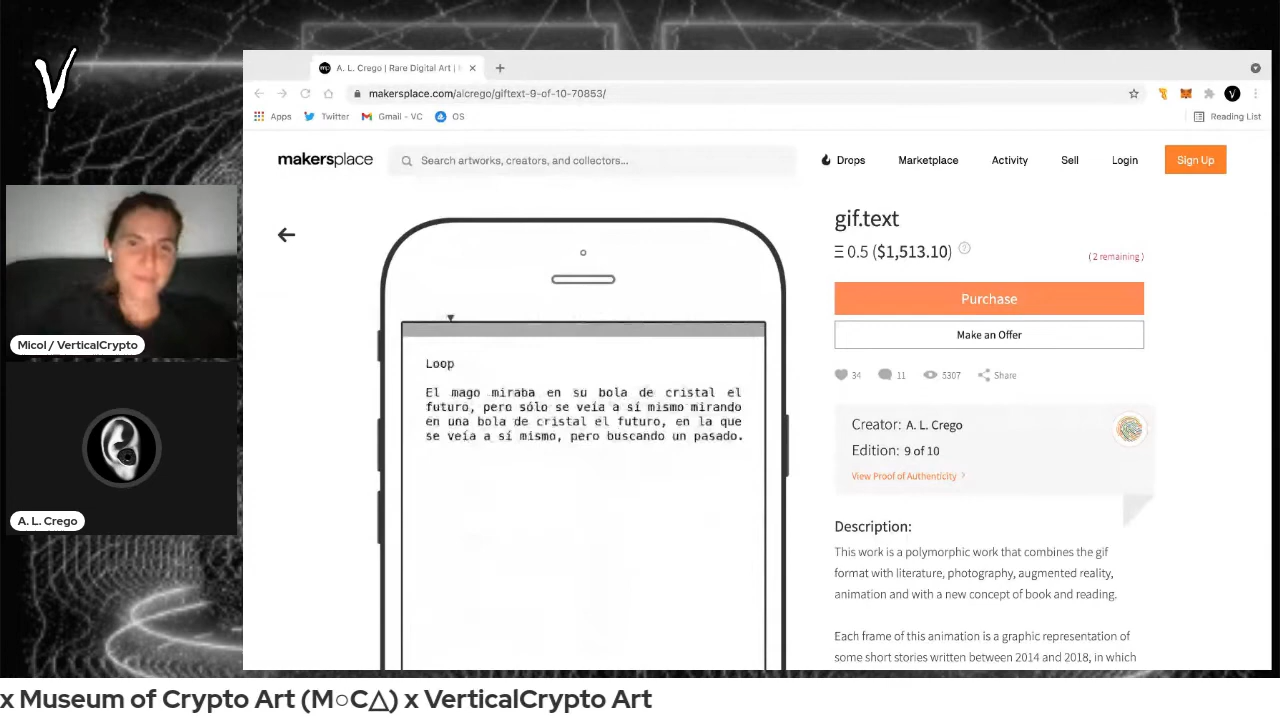 V
A. L. Crego | Rare Digital Art |
makersplace.com/alcrego/giftext-9-of-10-70853/
Apps Twitter Gmail - VC OS Reading List
makersplace Search artworks, creators, and collectors... Drops Marketplace Activity Sell Login Sign Up
gif.text
Ξ 0.5 ($1,513.10) ?
( 2 remaining )
Purchase
Make an Offer
34 11 5307 Share
Creator: A. L. Crego
Edition: 9 of 10
View Proof of Authenticity
Description:
This work is a polymorphic work that combines the gif
format with literature, photography, augmented reality,
animation and with a new concept of book and reading.
Each frame of this animation is a graphic representation of
some short stories written between 2014 and 2018, in which
Loop
El mago miraba en su bola de cristal el
futuro, pero sólo se veía a sí mismo mirando
en una bola de cristal el futuro, en la que
se veía a sí mismo, pero buscando un pasado.
Micol / VerticalCrypto
A. L. Crego
x Museum of Crypto Art (M○C△) x VerticalCrypto Art